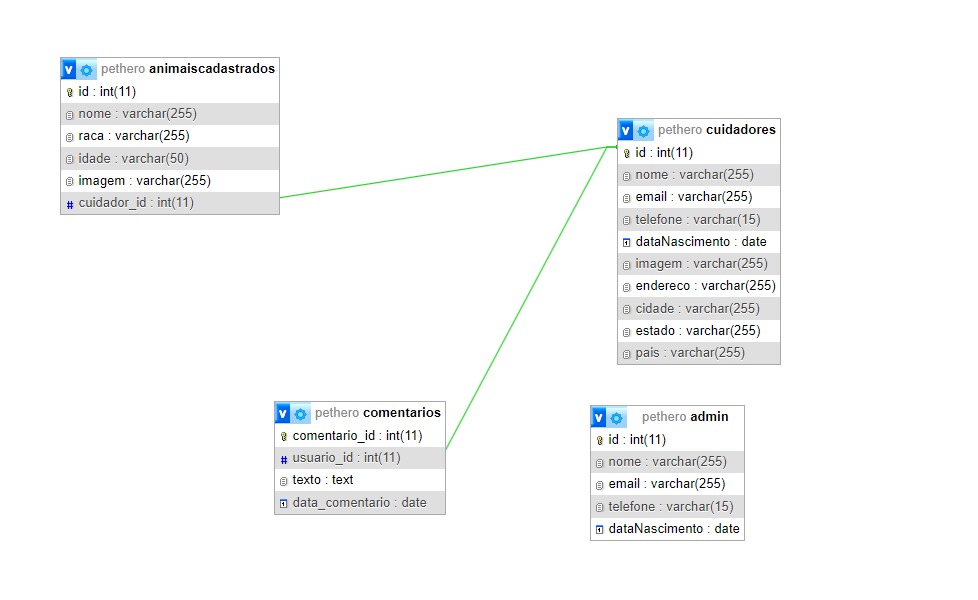 pethero animaiscadastrados
id : int(11)
nome : varchar(255)
raca : varchar(255)
idade : varchar(50)
imagem : varchar(255)
# cuidador_id : int(11)
pethero cuidadores
id : int(11)
nome : varchar(255)
email : varchar(255)
telefone : varchar(15)
dataNascimento : date
imagem : varchar(255)
endereco : varchar(255)
cidade : varchar(255)
estado : varchar(255)
pais : varchar(255)
pethero comentarios
comentario_id : int(11)
# usuario_id : int(11)
texto : text
data_comentario : date
pethero admin
id : int(11)
nome : varchar(255)
email : varchar(255)
telefone : varchar(15)
dataNascimento : date